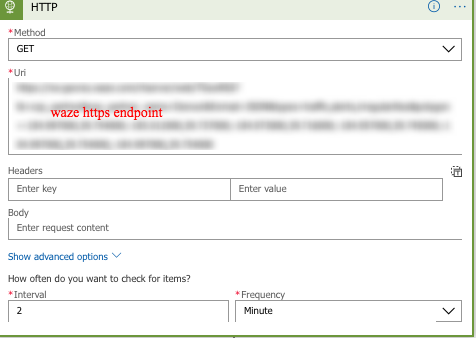 HTTP
*Method
GET
*Uri
waze https endpoint
Headers
Enter key
Enter value
Body
Enter request content
Show advanced options
How often do you want to check for items?
*Interval
*Frequency
2
Minute